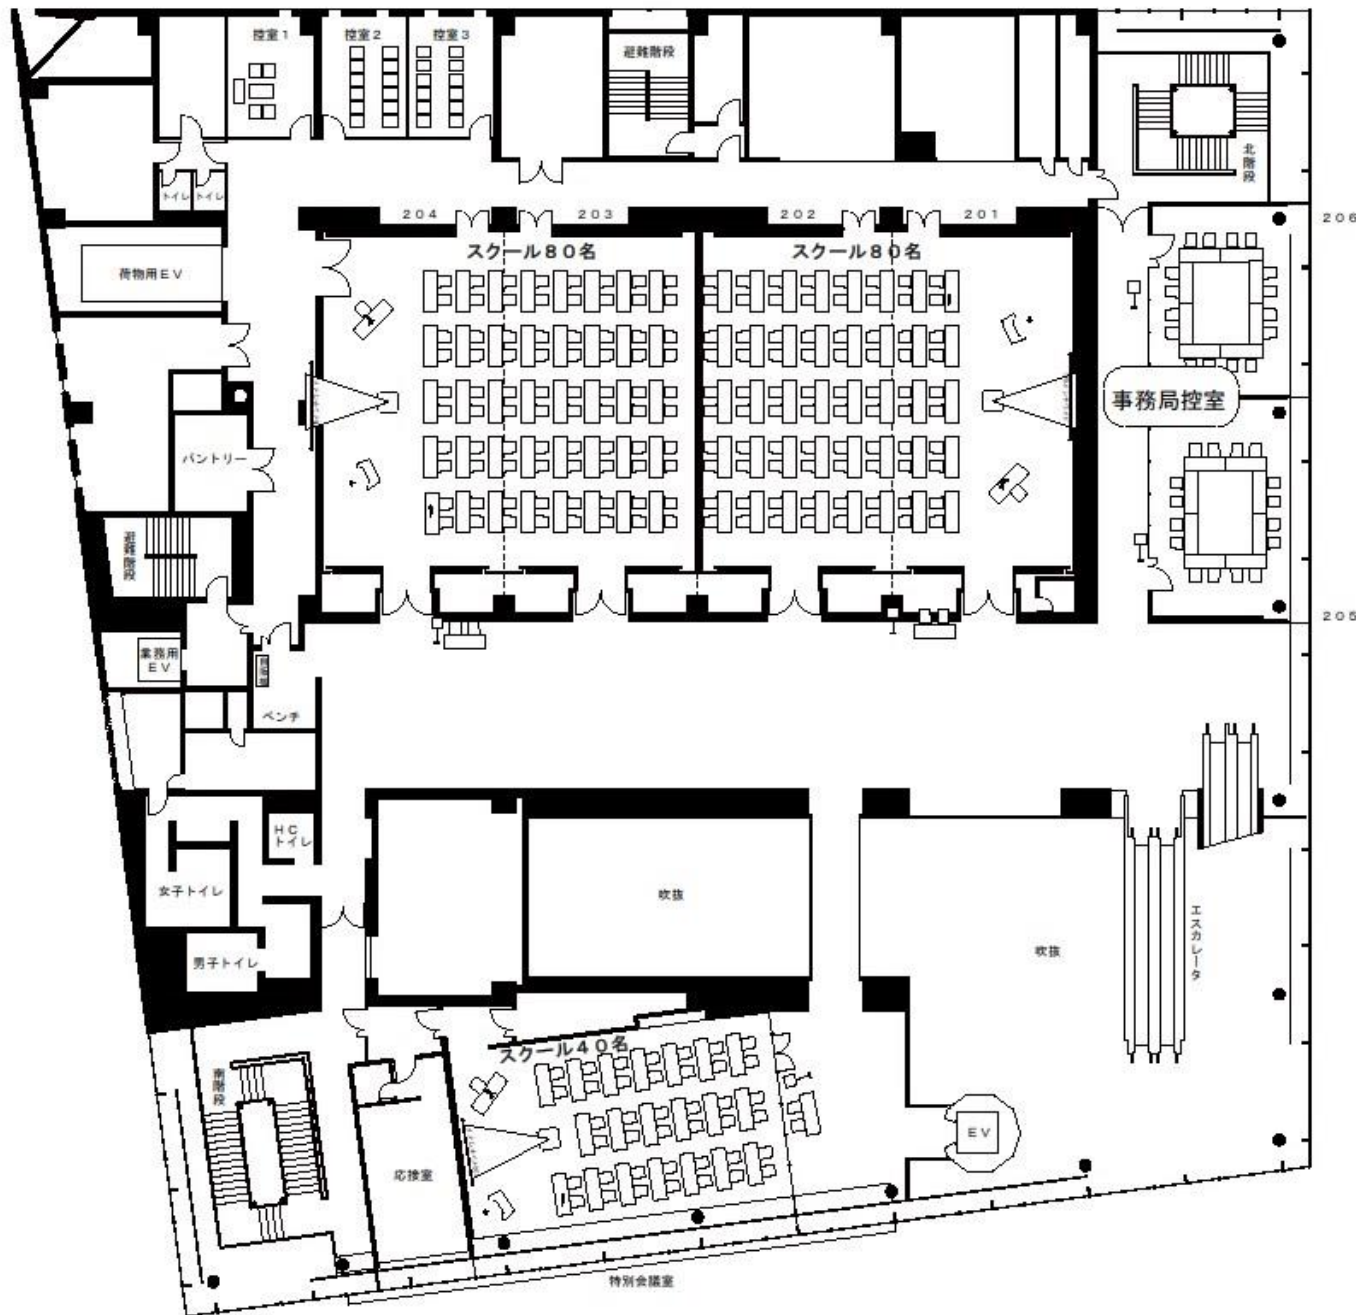 控室1
控室2
控室3
避難階段
北階段
トイレ
トイレ
204
203
202
201
206
スクール80名
スクール80名
荷物用EV
事務局控室
パントリー
避難階段
205
業務用
EV
ベンチ
HC
トイレ
女子トイレ
吹抜
男子トイレ
吹抜
エスカレータ
スクール40名
南階段
EV
応接室
特別会議室